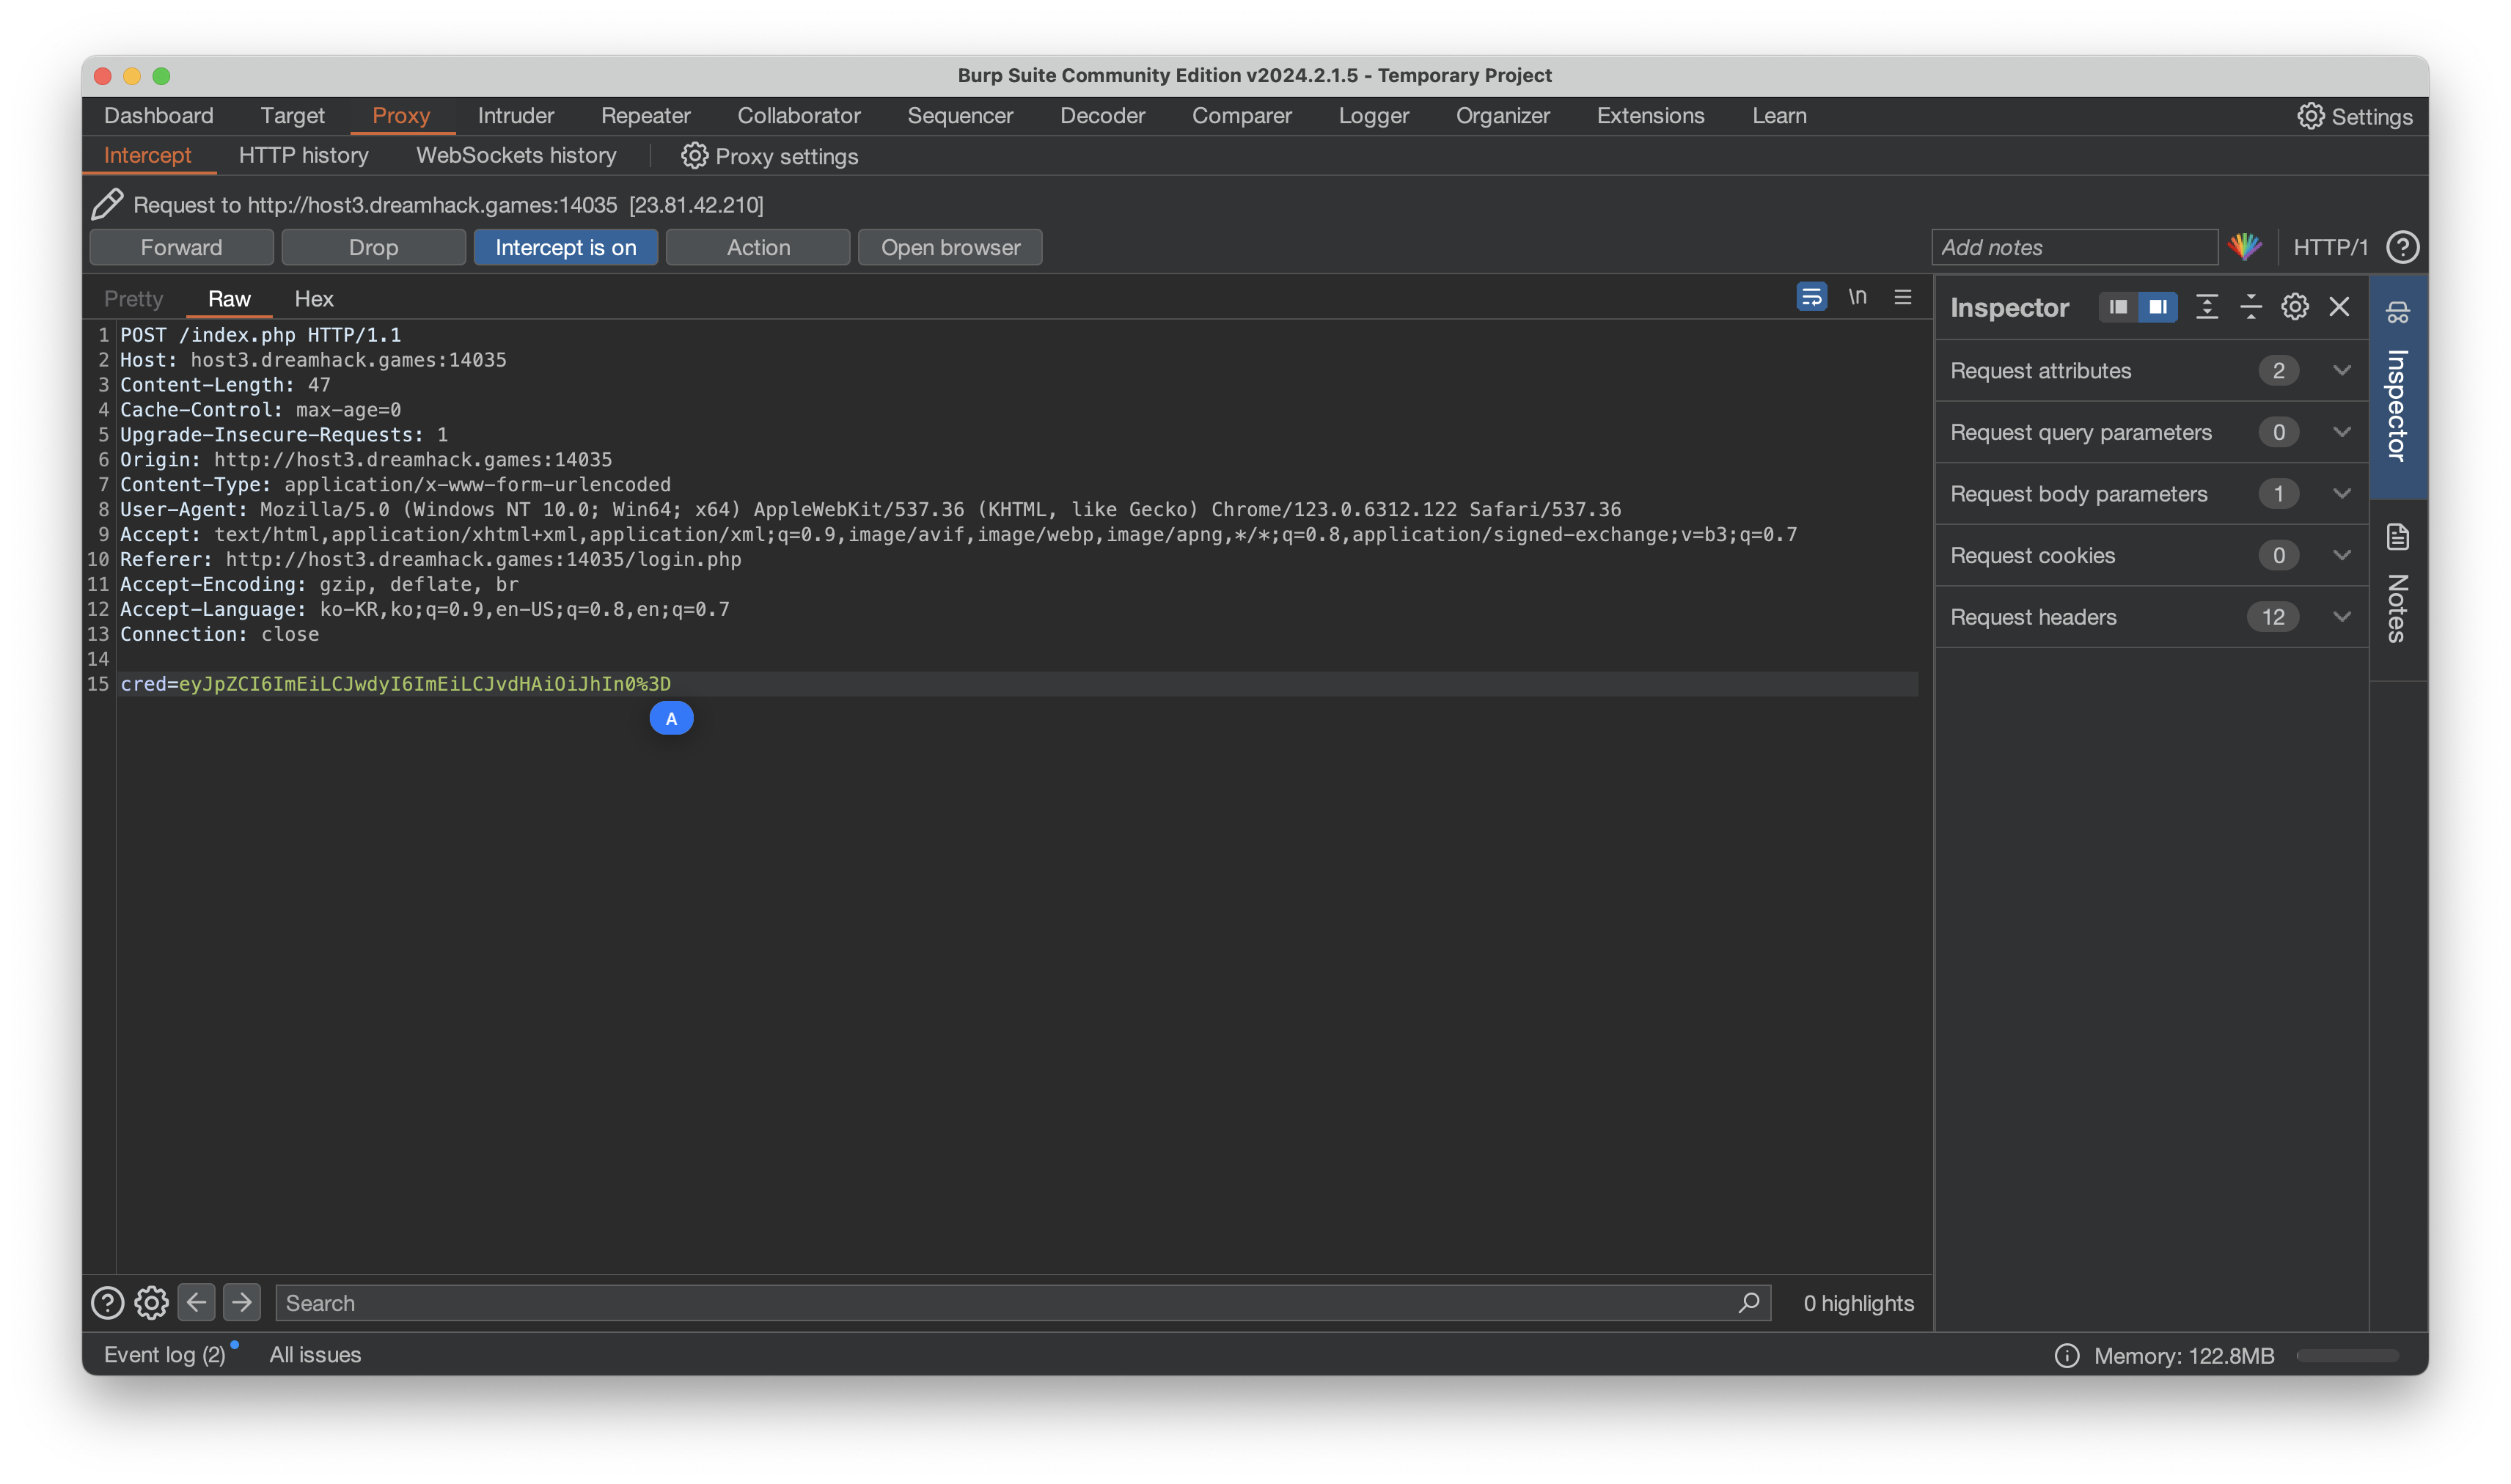 Burp Suite Community Edition v2024.2.1.5 - Temporary Project
Dashboard Target Proxy Intruder Repeater Collaborator Sequencer Decoder Comparer Logger Organizer Extensions Learn Settings
Intercept HTTP history WebSockets history Proxy settings
Request to http://host3.dreamhack.games:14035 [23.81.42.210]
Forward Drop Intercept is on Action Open browser Add notes HTTP/1 ?
Pretty Raw Hex \n
Inspector
1 POST /index.php HTTP/1.1
2 Host: host3.dreamhack.games:14035
3 Content-Length: 47
4 Cache-Control: max-age=0
5 Upgrade-Insecure-Requests: 1
6 Origin: http://host3.dreamhack.games:14035
7 Content-Type: application/x-www-form-urlencoded
8 User-Agent: Mozilla/5.0 (Windows NT 10.0; Win64; x64) AppleWebKit/537.36 (KHTML, like Gecko) Chrome/123.0.6312.122 Safari/537.36
9 Accept: text/html,application/xhtml+xml,application/xml;q=0.9,image/avif,image/webp,image/apng,*/*;q=0.8,application/signed-exchange;v=b3;q=0.7
10 Referer: http://host3.dreamhack.games:14035/login.php
11 Accept-Encoding: gzip, deflate, br
12 Accept-Language: ko-KR,ko;q=0.9,en-US;q=0.8,en;q=0.7
13 Connection: close
14
15 cred=eyJpZCI6ImEiLCJwdyI6ImEiLCJvdHAiOiJhIn0%3D
A
Request attributes 2
Request query parameters 0
Request body parameters 1
Request cookies 0
Request headers 12
Inspector
Notes
? Search 0 highlights
Event log (2) All issues Memory: 122.8MB